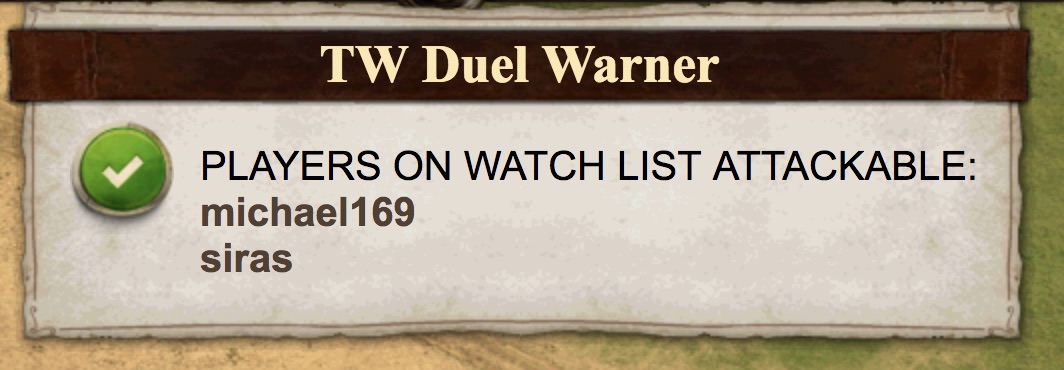 TW Duel Warner
PLAYERS ON WATCH LIST ATTACKABLE:
michael169
siras